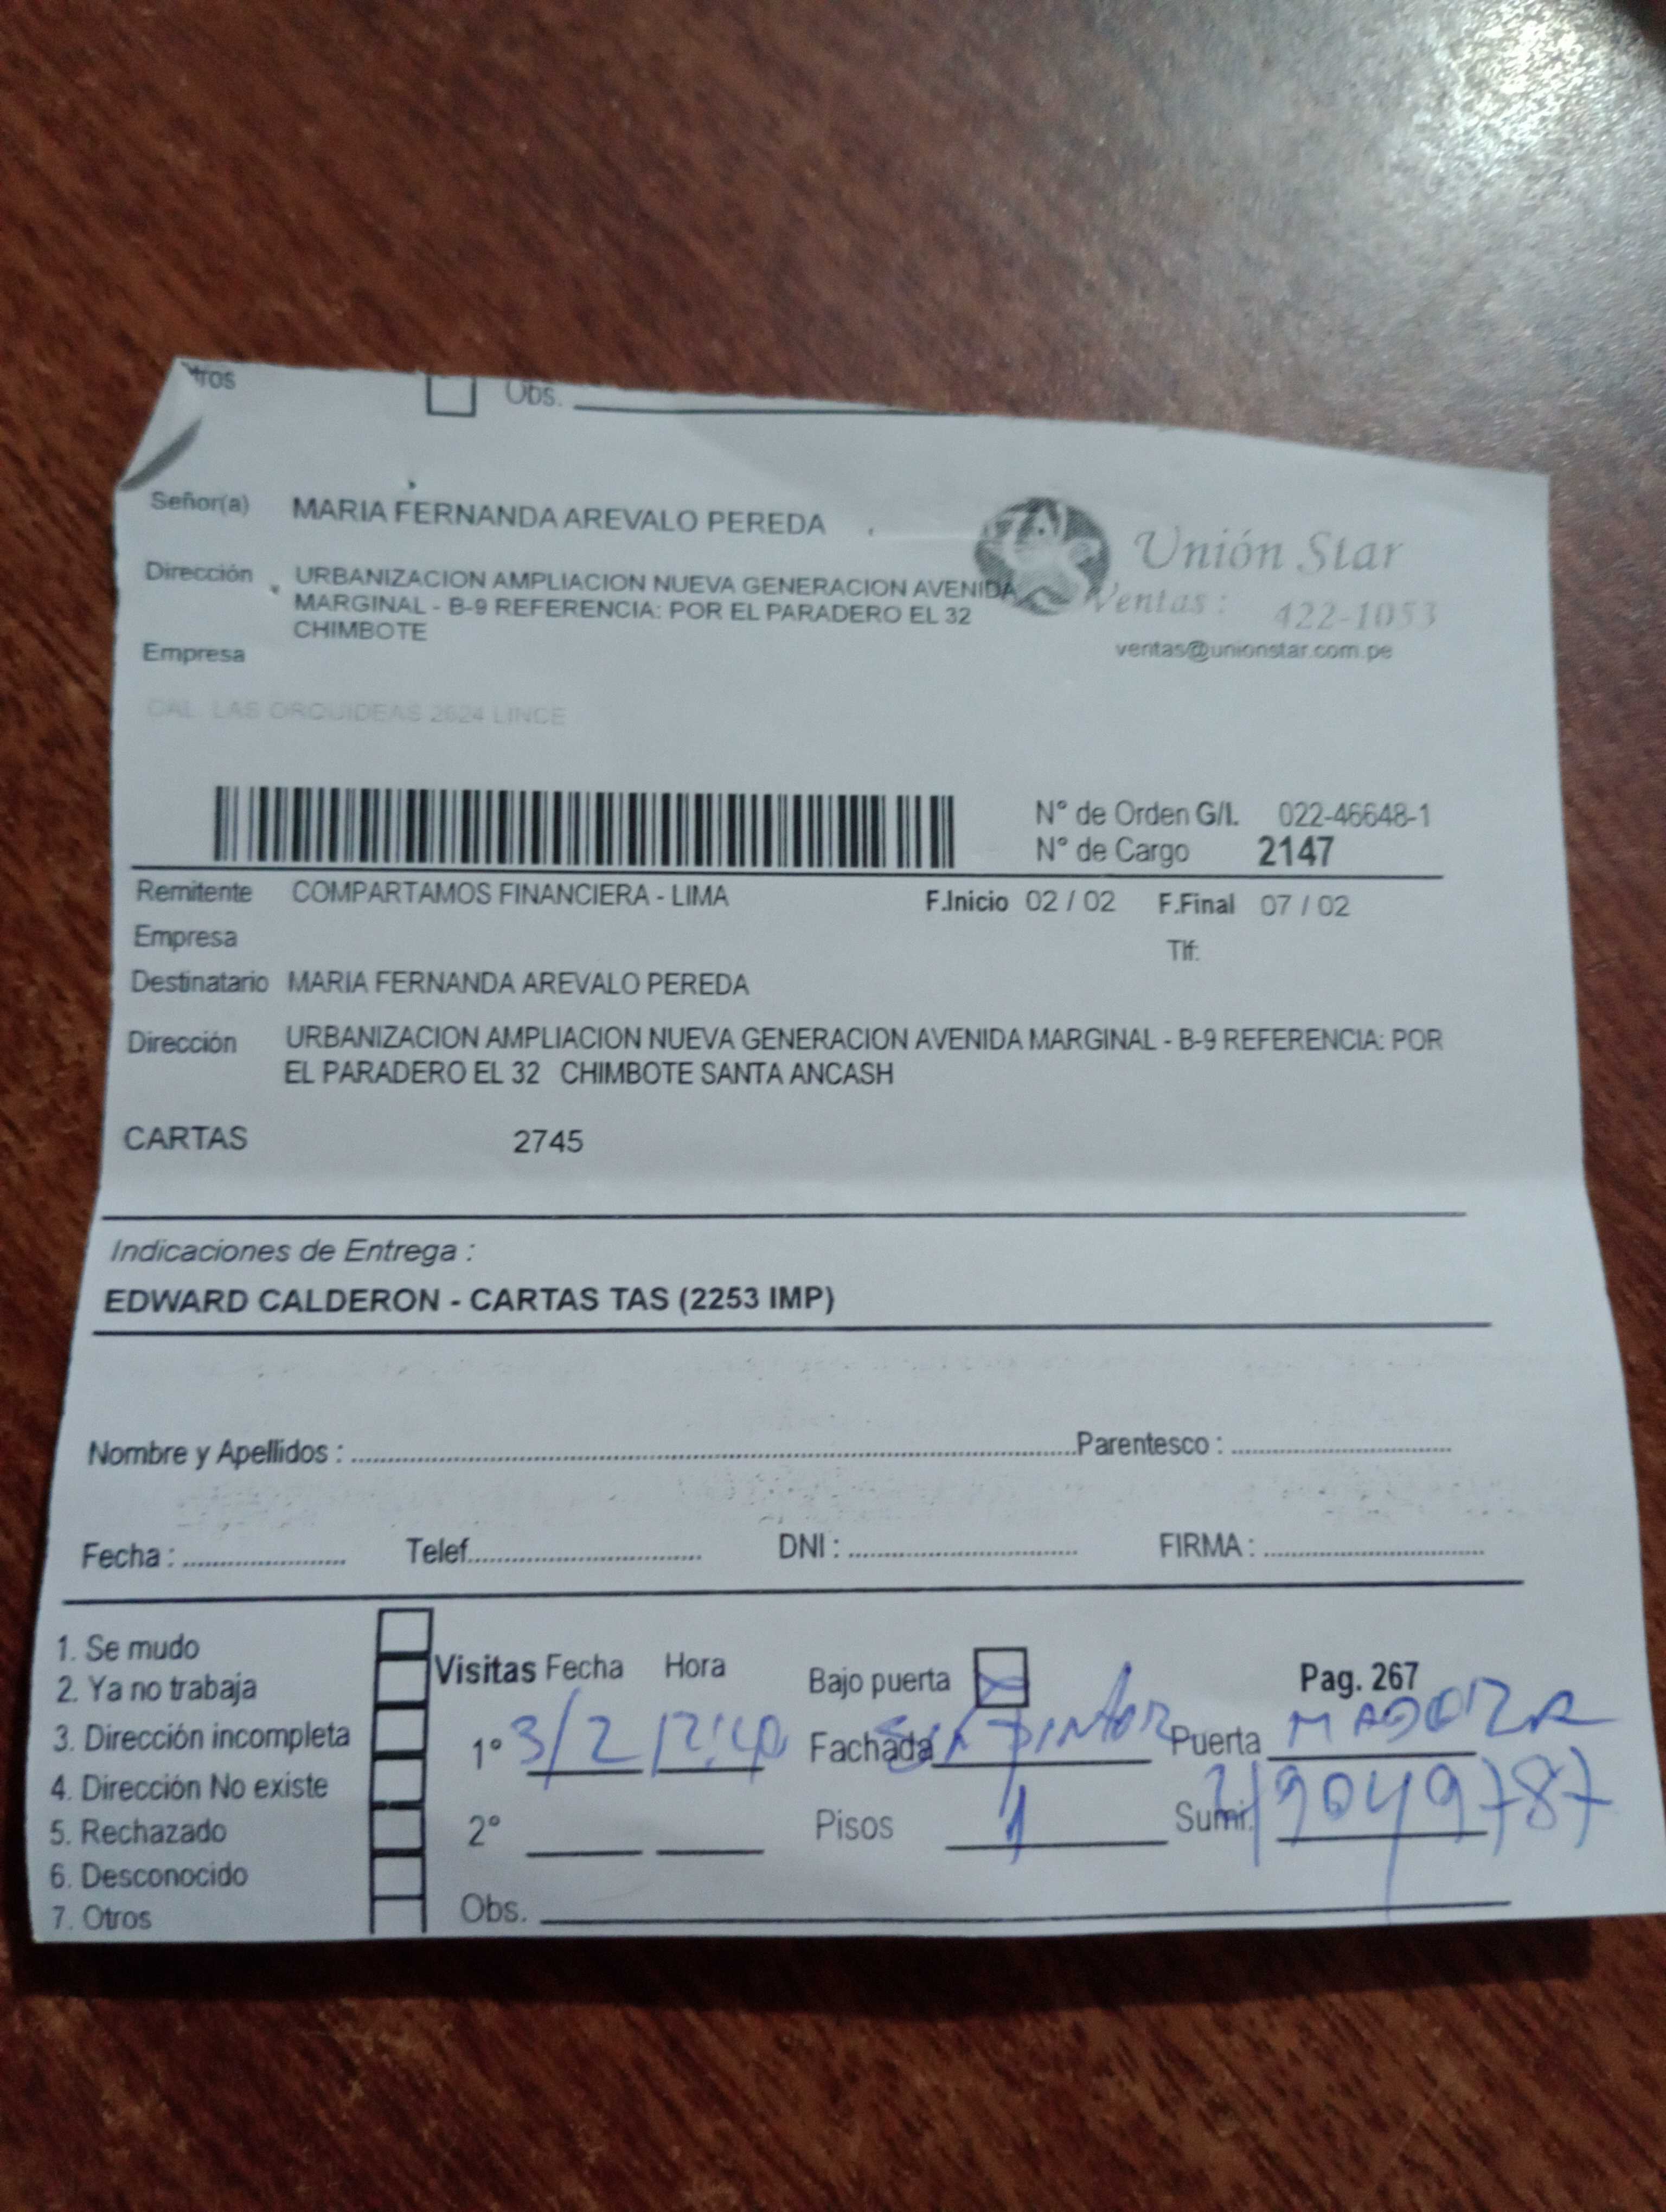 tros Obs.
Señor(a) MARIA FERNANDA AREVALO PEREDA
Unión Star
Dirección URBANIZACION AMPLIACION NUEVA GENERACION AVENIDA
MARGINAL - B-9 REFERENCIA: POR EL PARADERO EL 32
CHIMBOTE
Ventas: 422-1053
ventas@unionstar.com.pe
Empresa
CAL. LAS ORQUIDEAS 2624 LINCE
N° de Orden G/I. 022-46648-1
N° de Cargo 2147
Remitente COMPARTAMOS FINANCIERA - LIMA F.Inicio 02 / 02 F.Final 07 / 02
Empresa Tlf:
Destinatario MARIA FERNANDA AREVALO PEREDA
Dirección URBANIZACION AMPLIACION NUEVA GENERACION AVENIDA MARGINAL - B-9 REFERENCIA: POR
EL PARADERO EL 32 CHIMBOTE SANTA ANCASH
CARTAS 2745
Indicaciones de Entrega :
EDWARD CALDERON - CARTAS TAS (2253 IMP)
Nombre y Apellidos : Parentesco :
Fecha : Telef. DNI : FIRMA :
1. Se mudo
2. Ya no trabaja
3. Dirección incompleta
4. Dirección No existe
5. Rechazado
6. Desconocido
7. Otros
Visitas Fecha Hora Bajo puerta Pag. 267
1° 3/2 Fachada pintar Puerta
2° Pisos 1 Sumi.
Obs.